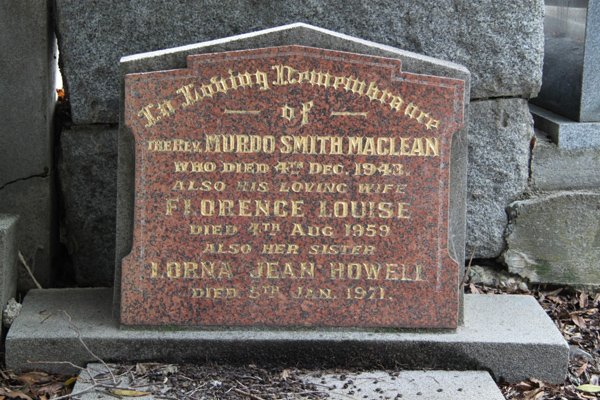 In Loving Remembrance
of
THE REV. MURDO SMITH MACLEAN
WHO DIED 4TH DEC. 1943.
ALSO HIS LOVING WIFE
FLORENCE LOUISE
DIED 4TH AUG 1959
ALSO HER SISTER
LORNA JEAN HOWELL
DIED 5TH JAN. 1971.